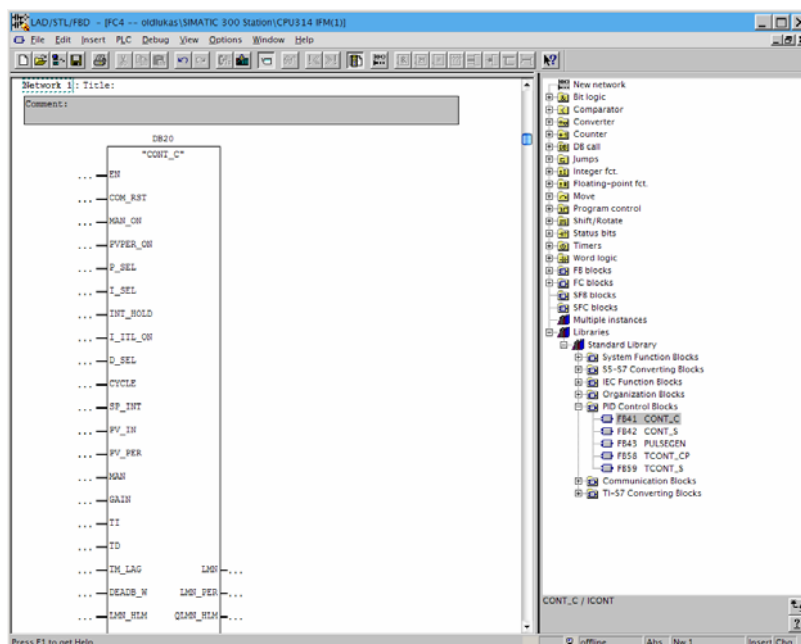 LAD/STL/FBD - [FC4 -- oldlukas\SIMATIC 300 Station\CPU314 IFM(1)]
File Edit Insert PLC Debug View Options Window Help
Network 1 : Title:
Comment:
DB20
"CONT_C"
... EN
... COM_RST
... MAN_ON
... PVPER_ON
... P_SEL
... I_SEL
... INT_HOLD
... I_ITL_ON
... D_SEL
... CYCLE
... SP_INT
... PV_IN
... PV_PER
... MAN
... GAIN
... TI
... TD
... TM_LAG LMN ...
... DEADB_W LMN_PER ...
... LMN_HLM QLMN_HLM ...
New network
Bit logic
Comparator
Converter
Counter
DB call
Jumps
Integer fct.
Floating-point fct.
Move
Program control
Shift/Rotate
Status bits
Timers
Word logic
FB blocks
FC blocks
SFB blocks
SFC blocks
Multiple instances
Libraries
Standard Library
System Function Blocks
S5-S7 Converting Blocks
IEC Function Blocks
Organization Blocks
PID Control Blocks
FB41 CONT_C
FB42 CONT_S
FB43 PULSEGEN
FB58 TCONT_CP
FB59 TCONT_S
Communication Blocks
TI-S7 Converting Blocks
CONT_C / ICONT
Press F1 to get Help. offline Abs Nw 1 Insert Chg